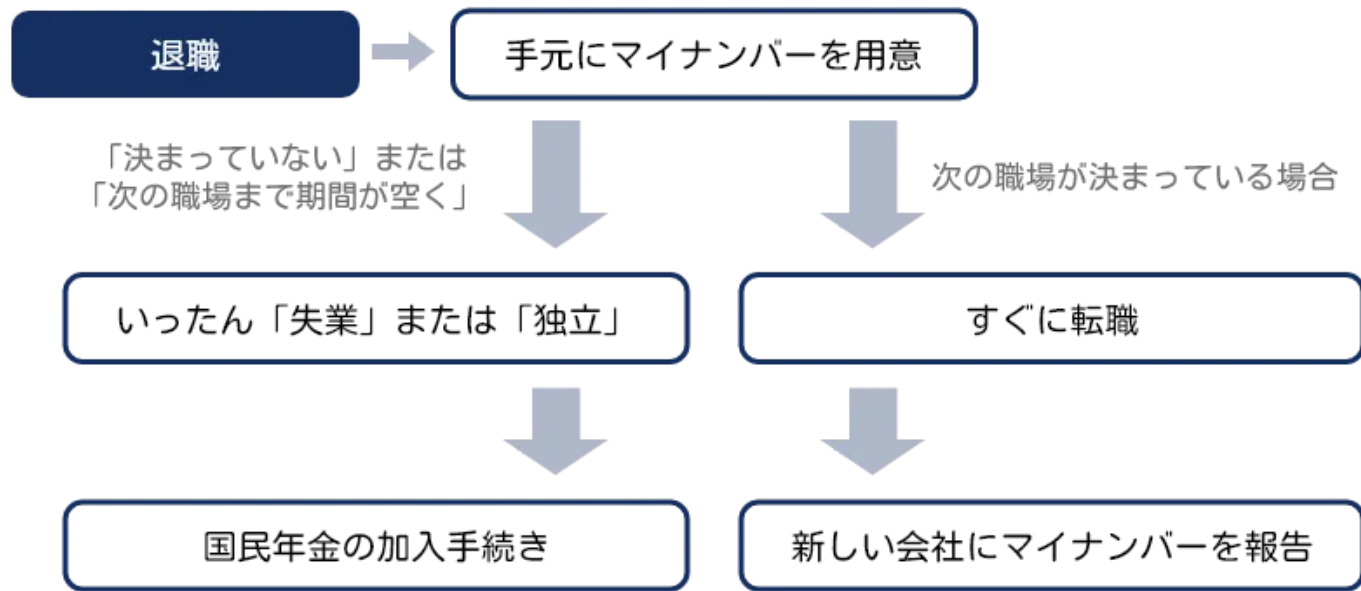 退職
手元にマイナンバーを用意
「決まっていない」または
「次の職場まで期間が空く」
次の職場が決まっている場合
いったん「失業」または「独立」
すぐに転職
国民年金の加入手続き
新しい会社にマイナンバーを報告